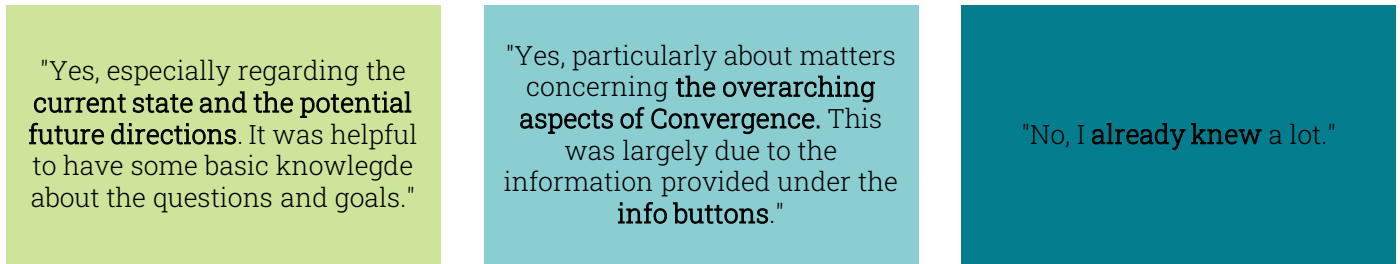 "Yes, especially regarding the
current state and the potential
future directions. It was helpful
to have some basic knowlegde
about the questions and goals."
"Yes, particularly about matters
concerning the overarching
aspects of Convergence. This
was largely due to the
information provided under the
info buttons."
"No, I already knew a lot."